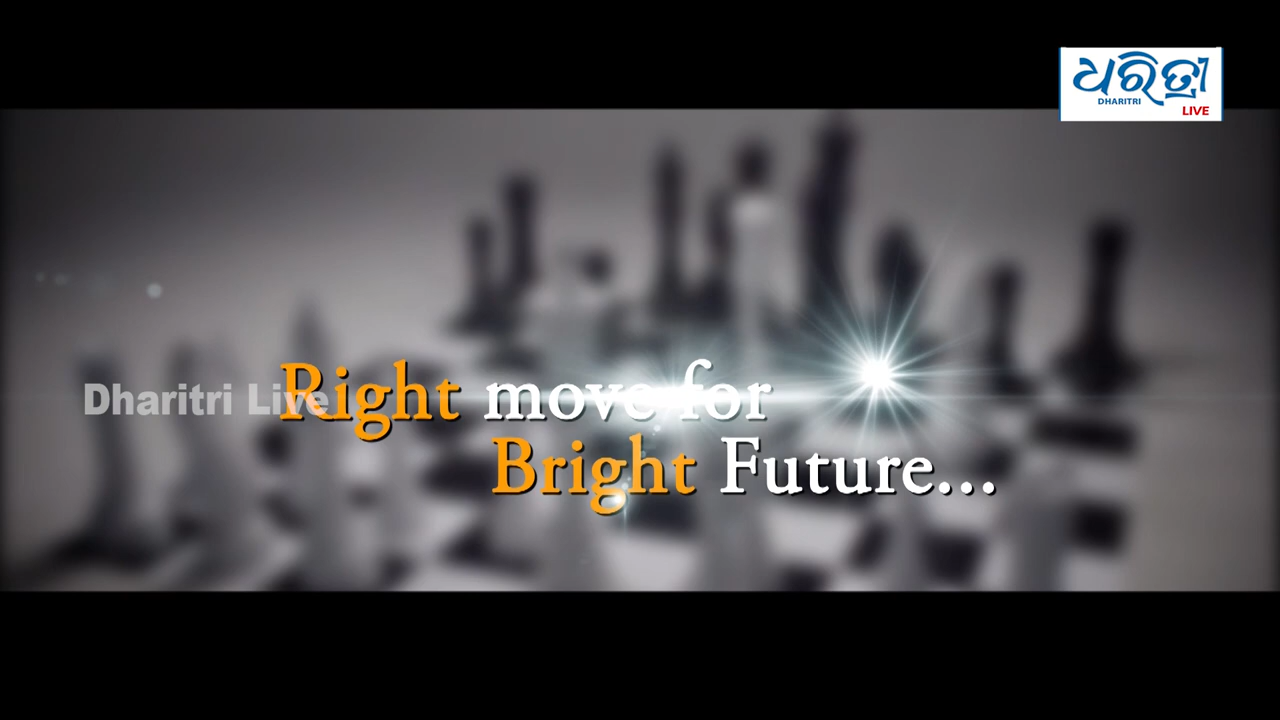 ଧରିତ୍ରୀ
DHARITRI
LIVE
Dharitri Live
Right move for
Bright Future...